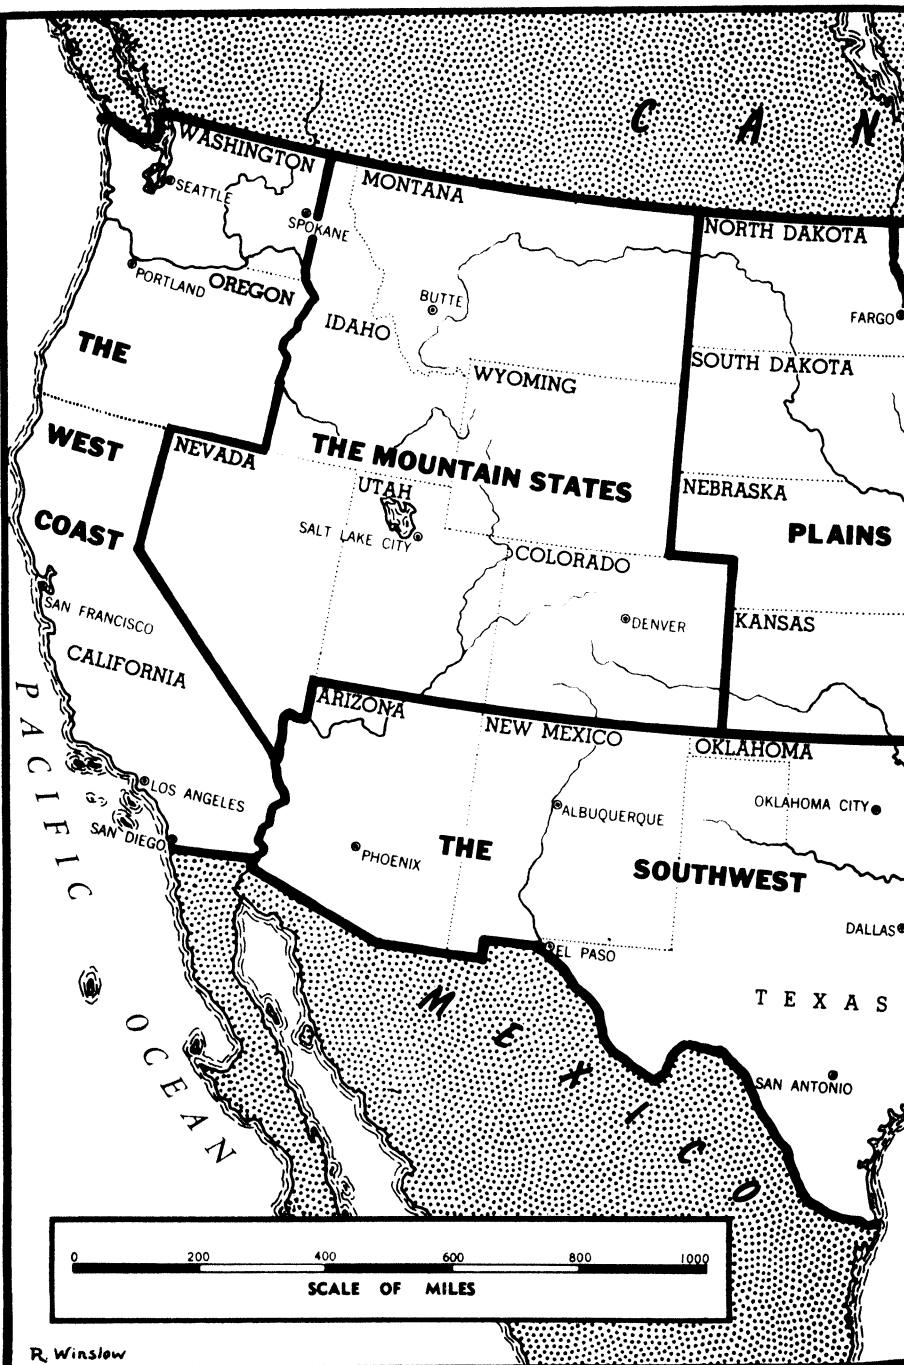 C A N
WASHINGTON
MONTANA
SEATTLE
NORTH DAKOTA
SPOKANE
PORTLAND
OREGON
BUTTE
FARGO
IDAHO
THE
SOUTH DAKOTA
WYOMING
WEST
NEVADA
THE MOUNTAIN STATES
UTAH
NEBRASKA
COAST
SALT LAKE CITY
PLAINS
COLORADO
SAN FRANCISCO
DENVER
KANSAS
CALIFORNIA
PACIFIC
ARIZONA
NEW MEXICO
OKLAHOMA
LOS ANGELES
ALBUQUERQUE
OKLAHOMA CITY
SAN DIEGO
PHOENIX
THE
SOUTHWEST
DALLAS
EL PASO
MEXICO
TEXAS
OCEAN
SAN ANTONIO
0 200 400 600 800 1000
SCALE OF MILES
R. Winslow